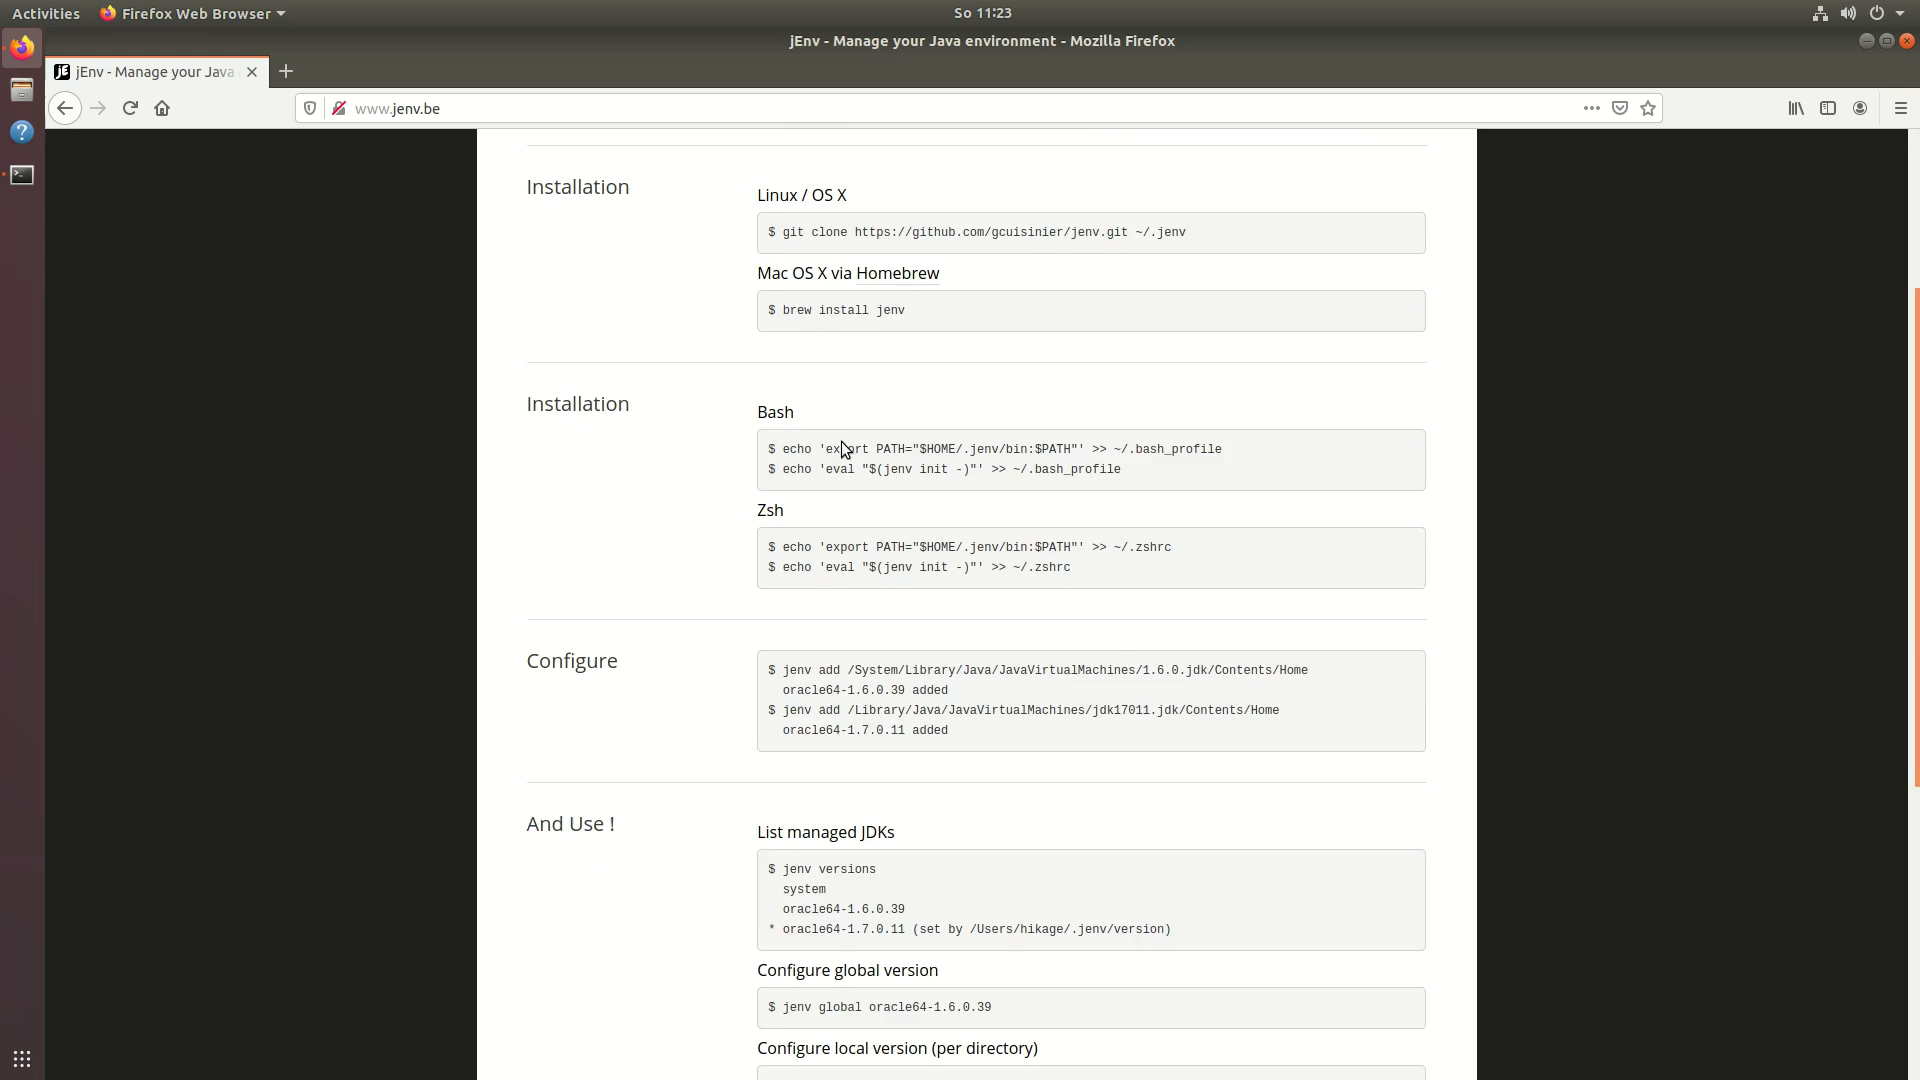 Activities
Firefox Web Browser
So 11:23
jEnv - Manage your Java environment - Mozilla Firefox
jEnv - Manage your Java
www.jenv.be
Installation
Linux / OS X
$ git clone https://github.com/gcuisinier/jenv.git ~/.jenv
Mac OS X via Homebrew
$ brew install jenv
Installation
Bash
$ echo 'export PATH="$HOME/.jenv/bin:$PATH"' >> ~/.bash_profile
$ echo 'eval "$(jenv init -)"' >> ~/.bash_profile
Zsh
$ echo 'export PATH="$HOME/.jenv/bin:$PATH"' >> ~/.zshrc
$ echo 'eval "$(jenv init -)"' >> ~/.zshrc
Configure
$ jenv add /System/Library/Java/JavaVirtualMachines/1.6.0.jdk/Contents/Home
oracle64-1.6.0.39 added
$ jenv add /Library/Java/JavaVirtualMachines/jdk17011.jdk/Contents/Home
oracle64-1.7.0.11 added
And Use !
List managed JDKs
$ jenv versions
system
oracle64-1.6.0.39
* oracle64-1.7.0.11 (set by /Users/hikage/.jenv/version)
Configure global version
$ jenv global oracle64-1.6.0.39
Configure local version (per directory)